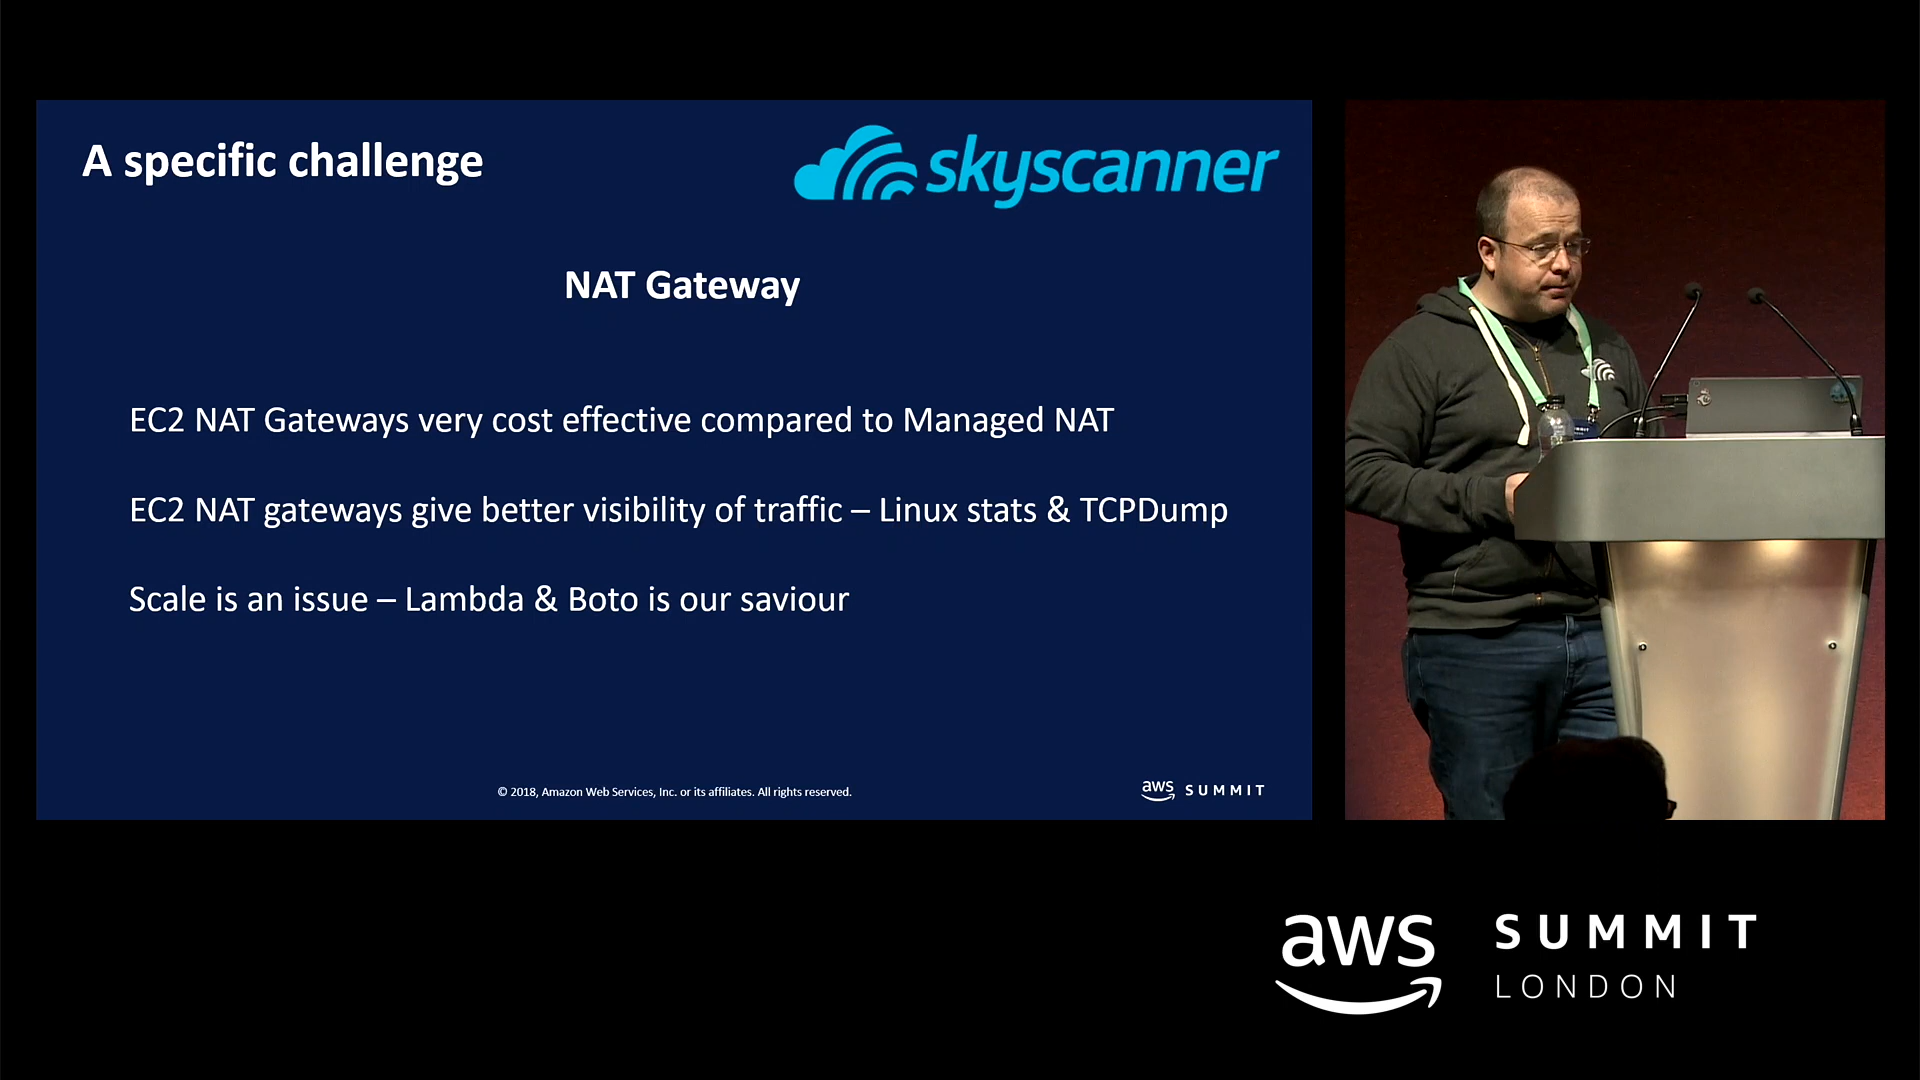 A specific challenge
skyscanner
NAT Gateway
EC2 NAT Gateways very cost effective compared to Managed NAT
EC2 NAT gateways give better visibility of traffic – Linux stats & TCPDump
Scale is an issue – Lambda & Boto is our saviour
© 2018, Amazon Web Services, Inc. or its affiliates. All rights reserved.
aws SUMMIT
aws SUMMIT
LONDON